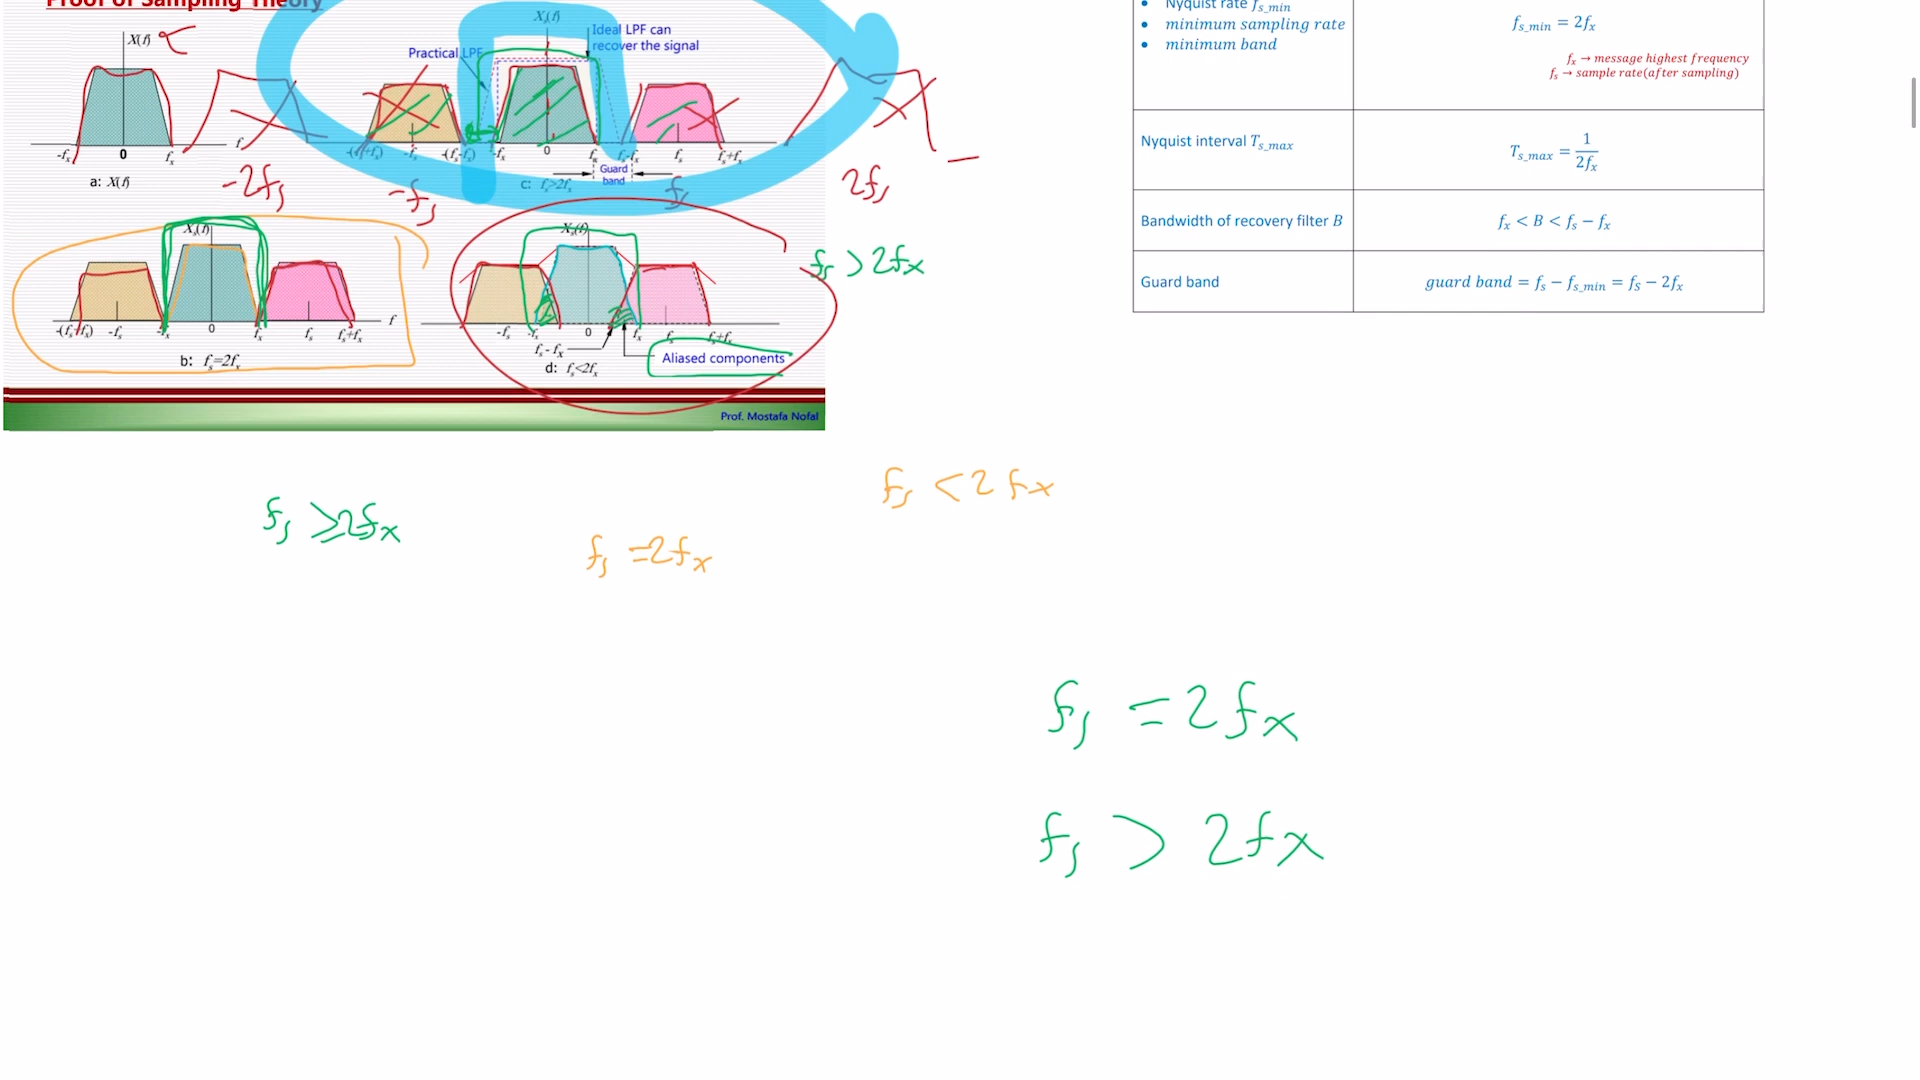 Proof of Sampling Theory
X(f)
-fₓ 0 fₓ f
a: X(f)
Xₛ(f)
Practical LPF
Ideal LPF can
recover the signal
-(fₛ+fₓ) -fₛ -(fₛ-fₓ) -fₓ 0 fₓ fₛ-fₓ fₛ fₛ+fₓ
Guard
band
c: fₛ>2fₓ
-2fₛ
-fₛ
fₛ
2fₛ
Xₛ(f)
-(fₛ+fₓ) -fₛ -fₓ 0 fₓ fₛ fₛ+fₓ f
b: fₛ=2fₓ
Xₛ(f)
-fₛ -fₓ 0 fₓ fₛ fₛ+fₓ
fₛ-fₓ
Aliased components
d: fₛ<2fₓ
fₛ > 2fₓ
Prof. Mostafa Nofal
• Nyquist rate fₛ_min
• minimum sampling rate
• minimum band
fₛ_min = 2fₓ
fₓ → message highest frequency
fₛ → sample rate(after sampling)
Nyquist interval Tₛ_max
Tₛ_max = 1/2fₓ
Bandwidth of recovery filter B
fₓ < B < fₛ − fₓ
Guard band
guard band = fₛ − fₛ_min = fₛ − 2fₓ
fₛ < 2fₓ
fₛ ≥ 2fₓ
fₛ = 2fₓ
fₛ = 2fₓ
fₛ > 2fₓ